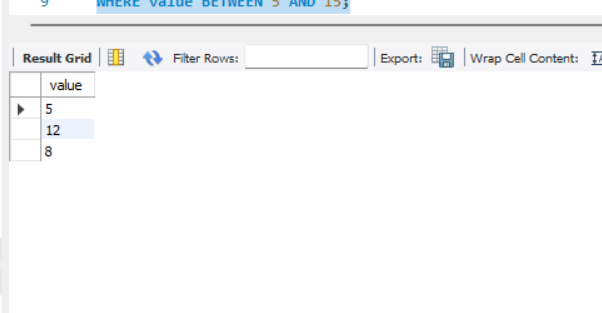 9 WHERE value BETWEEN 5 AND 15;
Result Grid Filter Rows: Export: Wrap Cell Content:
value
5
12
8